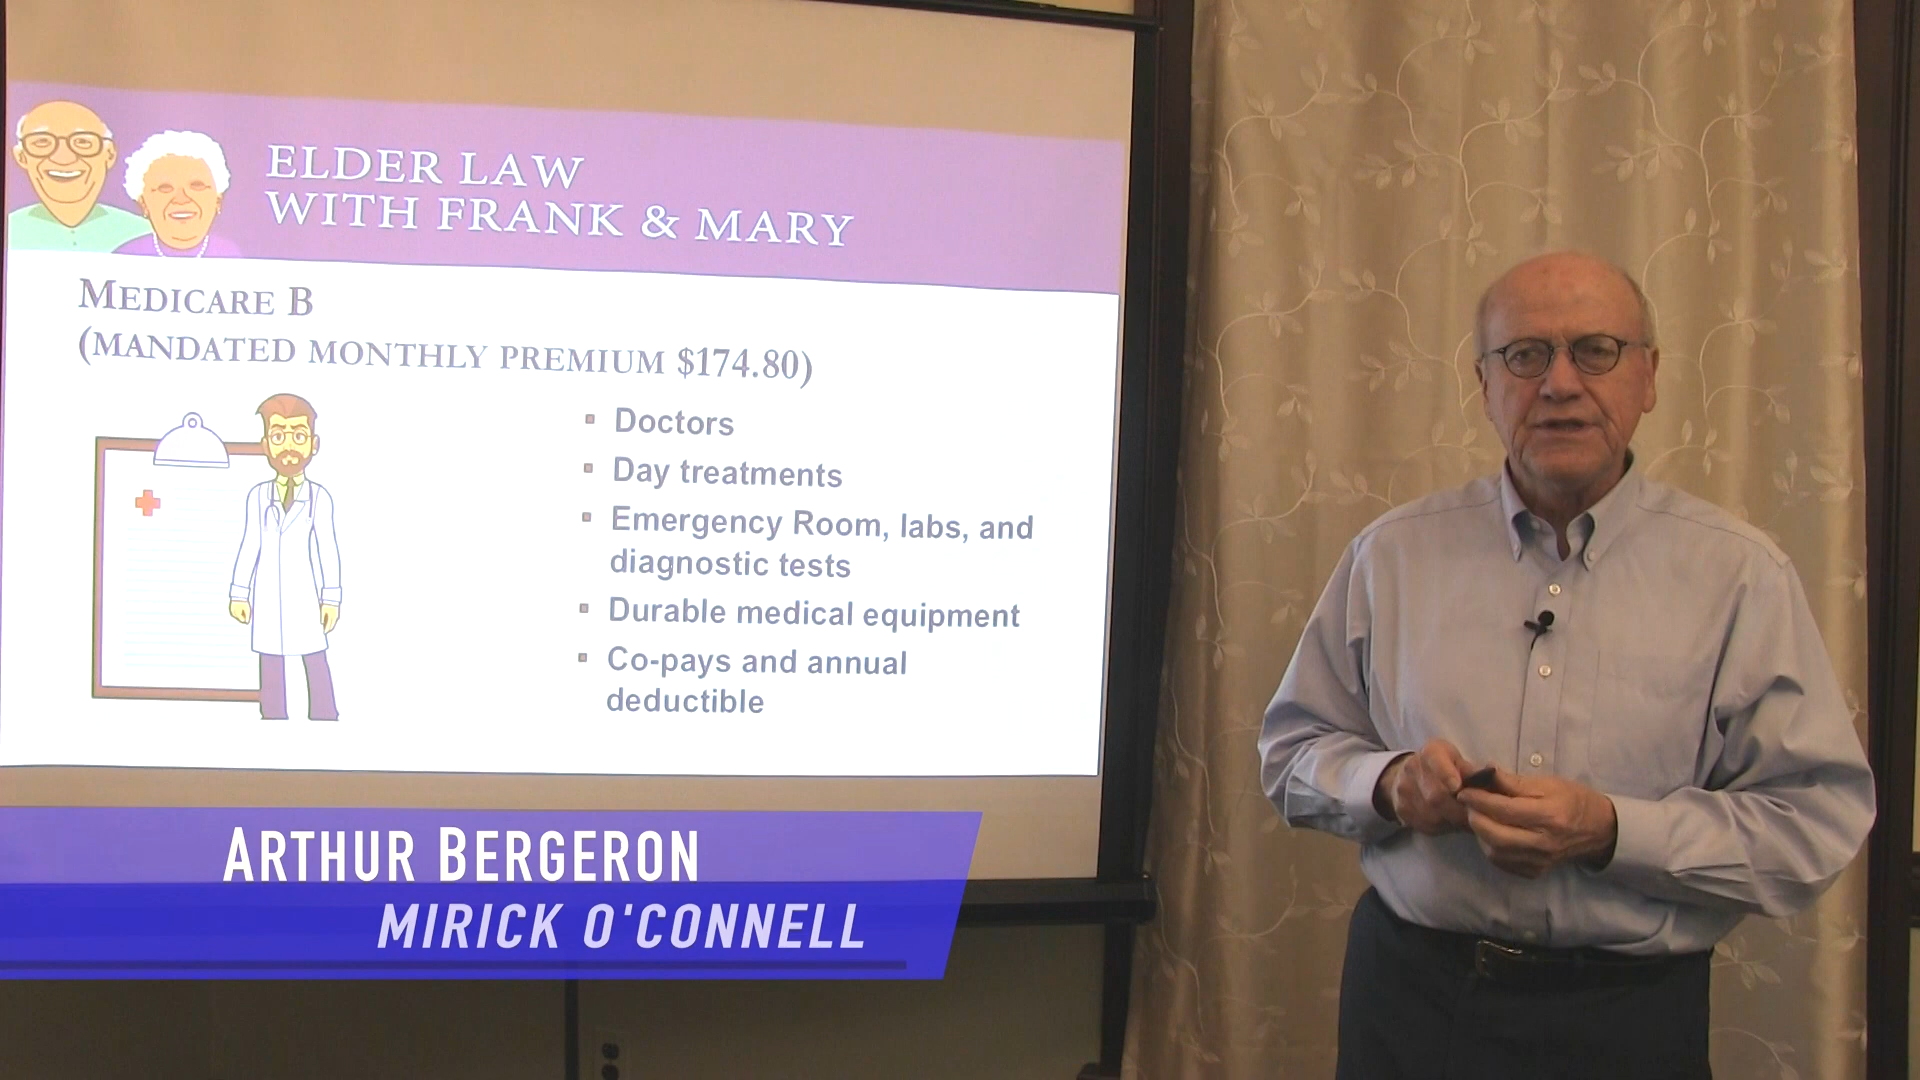 ELDER LAW
WITH FRANK & MARY
MEDICARE B
(MANDATED MONTHLY PREMIUM $174.80)
Doctors
Day treatments
Emergency Room, labs, and
diagnostic tests
Durable medical equipment
Co-pays and annual
deductible
ARTHUR BERGERON
MIRICK O'CONNELL